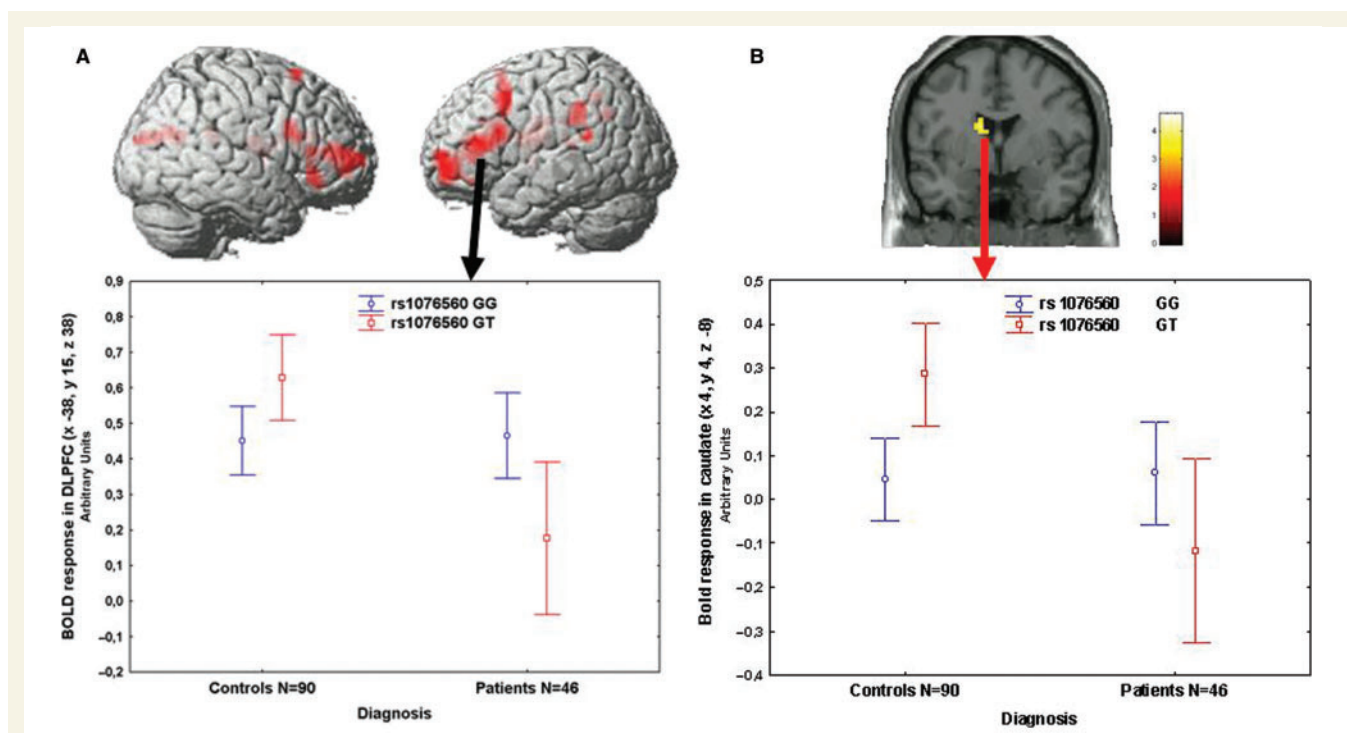 A
BOLD response in DLPFC (x -38, y 15, z 38)
Arbitrary Units
0,9
0,8
0,7
0,6
0,5
0,4
0,3
0,2
0,1
0,0
–0,1
–0,2
rs1076560 GG
rs1076560 GT
Controls N=90
Patients N=46
Diagnosis
B
4
3
2
1
0
Bold response in caudate (x 4, y 4, z -8)
Arbitrary Units
0,5
0,4
0,3
0,2
0,1
0,0
–0,1
–0,2
–0,3
–0,4
rs 1076560 GG
rs 1076560 GT
Controls N=90
Patients N=46
Diagnosis